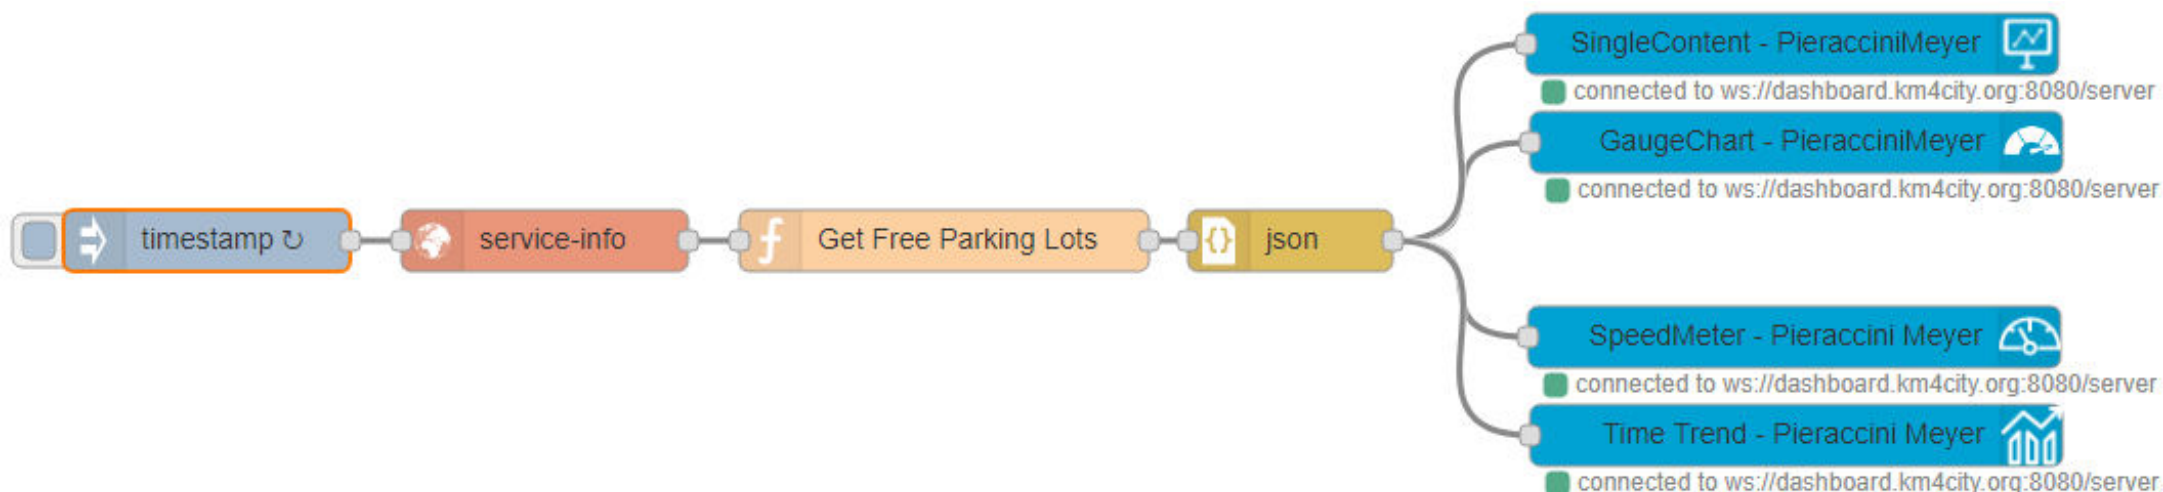 SingleContent - PieracciniMeyer
connected to ws://dashboard.km4city.org:8080/server
GaugeChart - PieracciniMeyer
connected to ws://dashboard.km4city.org:8080/server
timestamp ↻
service-info
Get Free Parking Lots
json
SpeedMeter - Pieraccini Meyer
connected to ws://dashboard.km4city.org:8080/server
Time Trend - Pieraccini Meyer
connected to ws://dashboard.km4city.org:8080/server